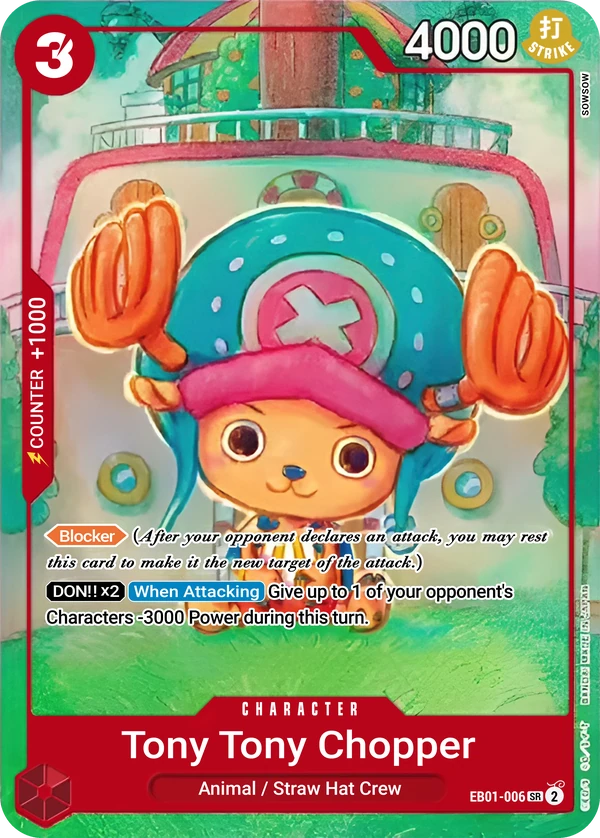 3
4000
打
STRIKE
SOWSOW
COUNTER +1000
Blocker (After your opponent declares an attack, you may rest
this card to make it the new target of the attack.)
DON!! x2 When Attacking Give up to 1 of your opponent's
Characters -3000 Power during this turn.
CHARACTER
Tony Tony Chopper
Animal / Straw Hat Crew
EB01-006 SR 2